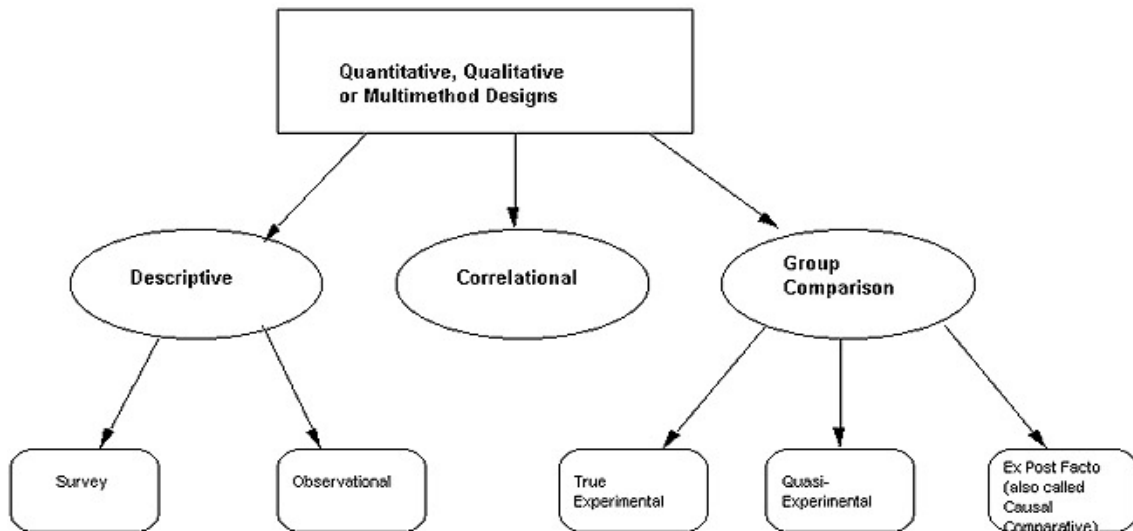 Quantitative, Qualitative
or Multimethod Designs
Descriptive
Correlational
Group
Comparison
Survey
Observational
True
Experimental
Quasi-
Experimental
Ex Post Facto
(also called
Causal
Comparative)